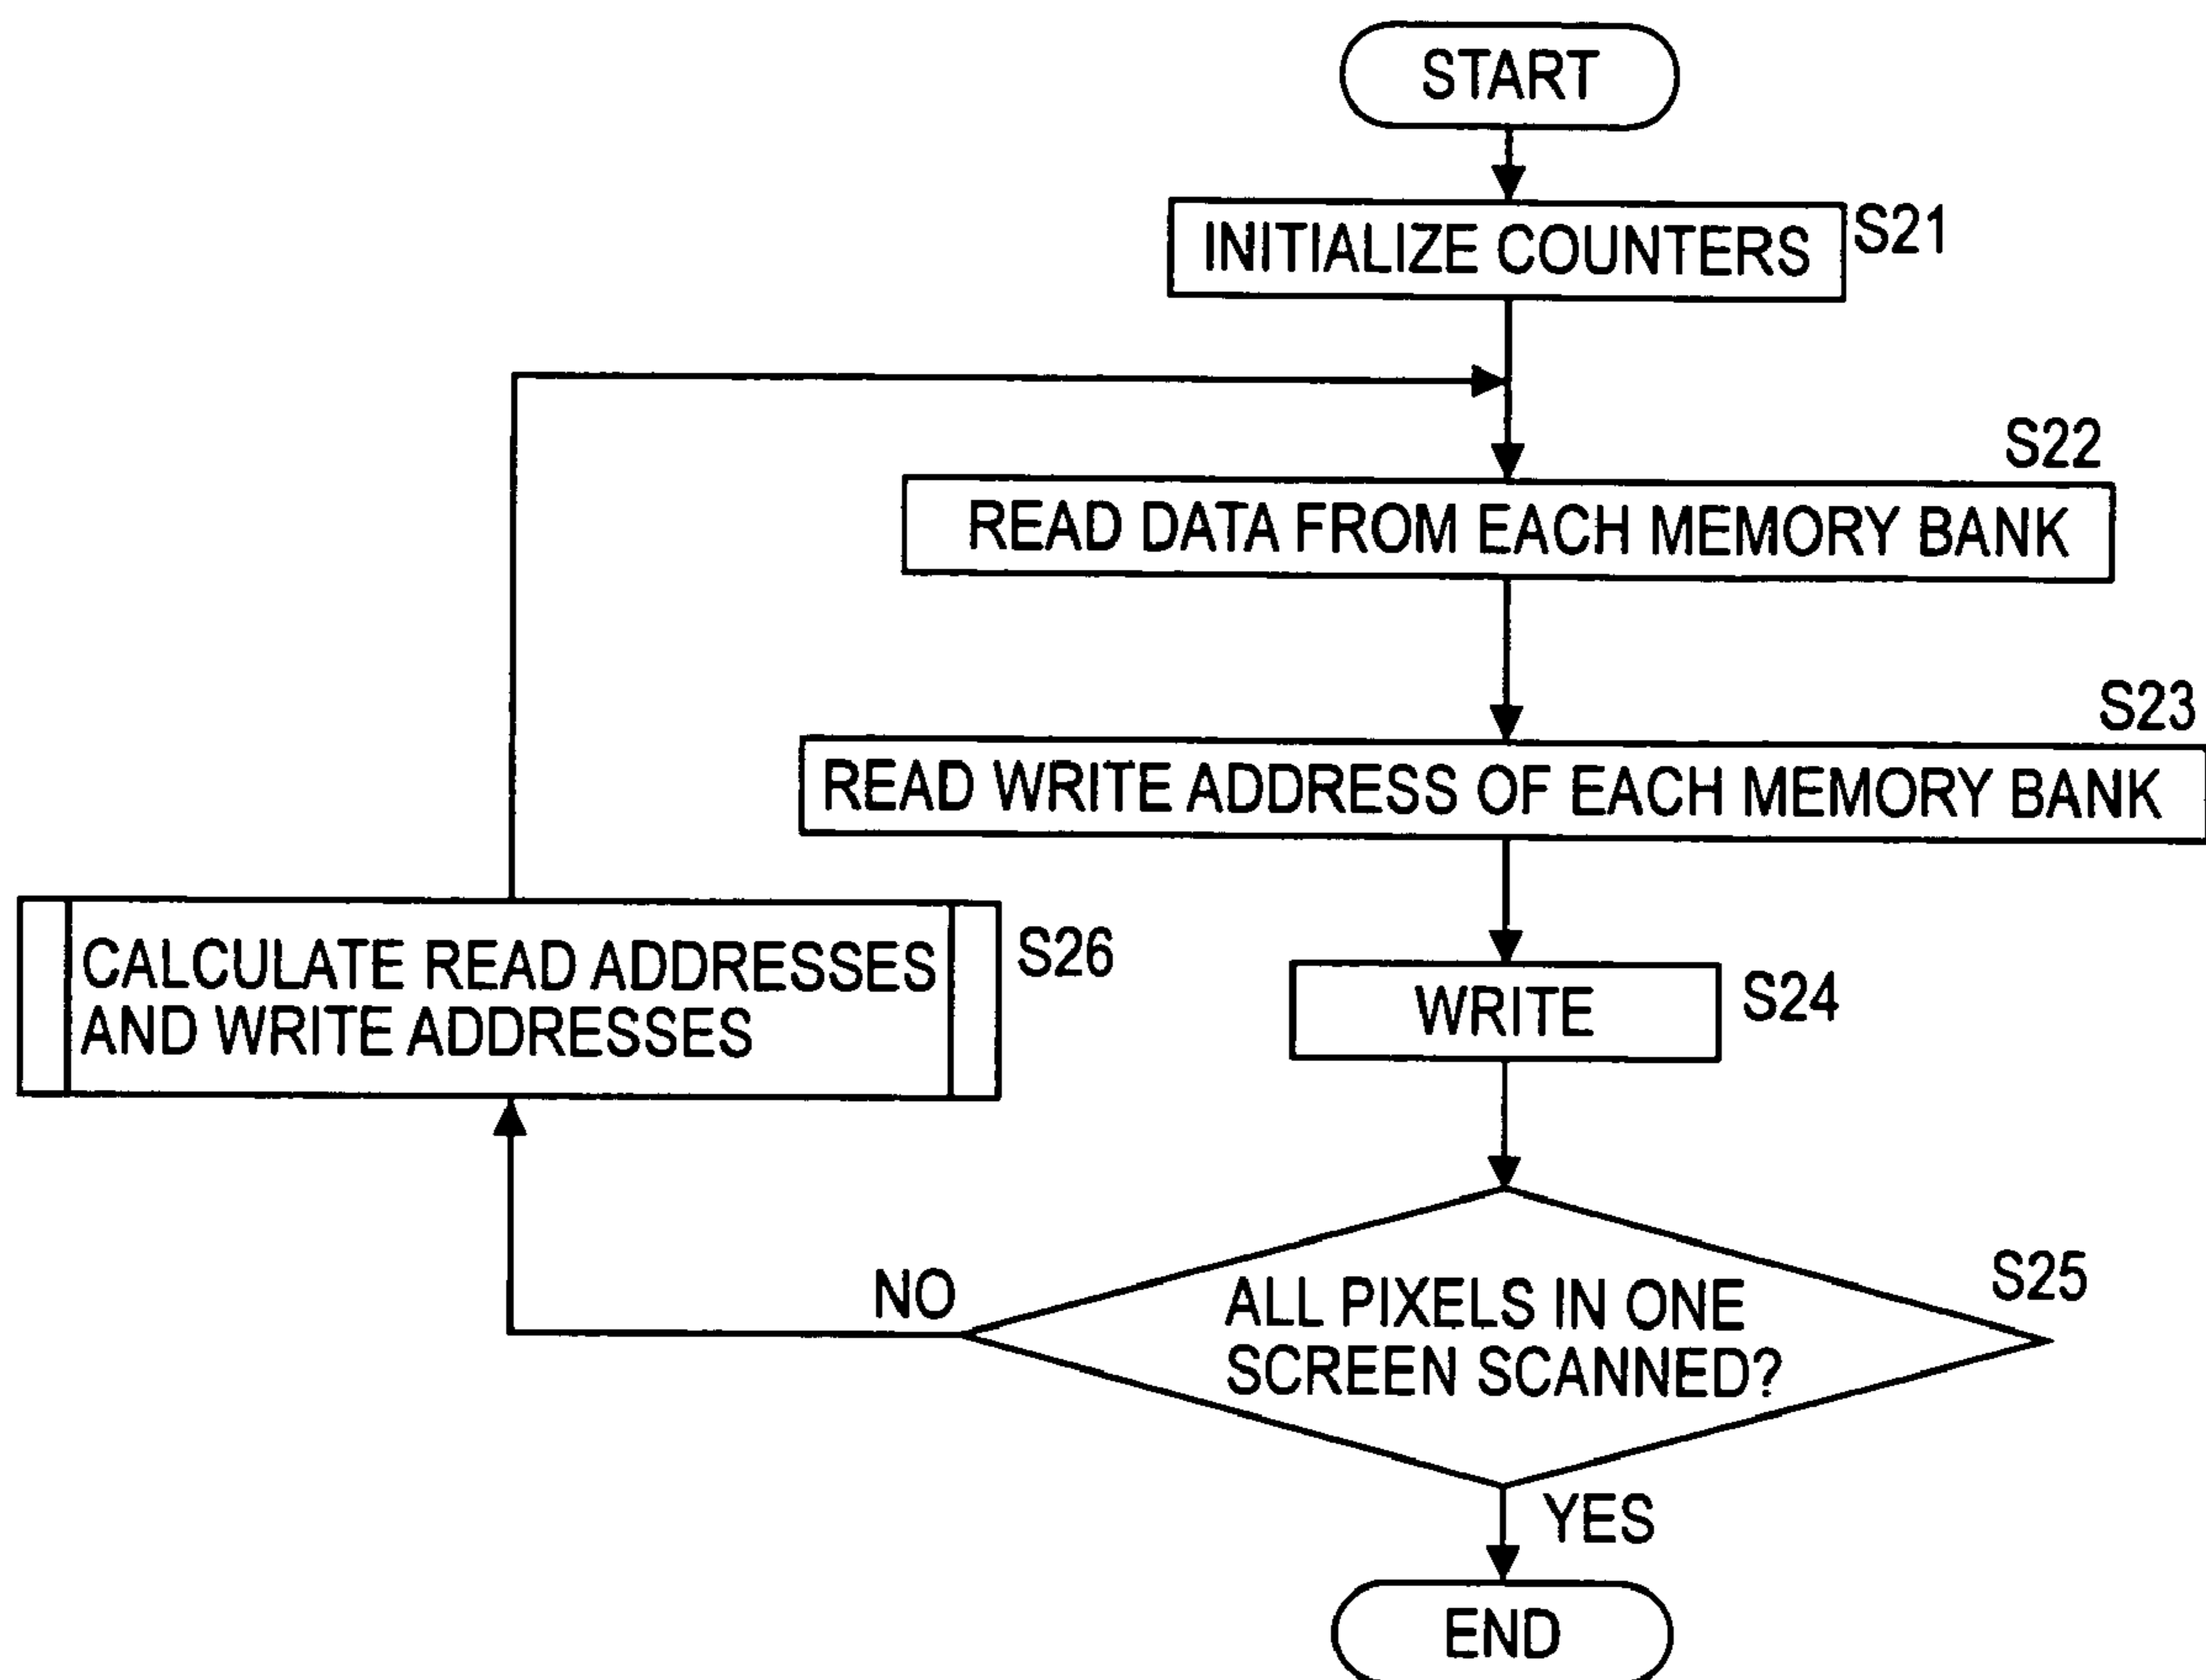 START
INITIALIZE COUNTERS
S21
S22
READ DATA FROM EACH MEMORY BANK
S23
READ WRITE ADDRESS OF EACH MEMORY BANK
CALCULATE READ ADDRESSES
AND WRITE ADDRESSES
S26
WRITE
S24
NO
ALL PIXELS IN ONE
SCREEN SCANNED?
S25
YES
END